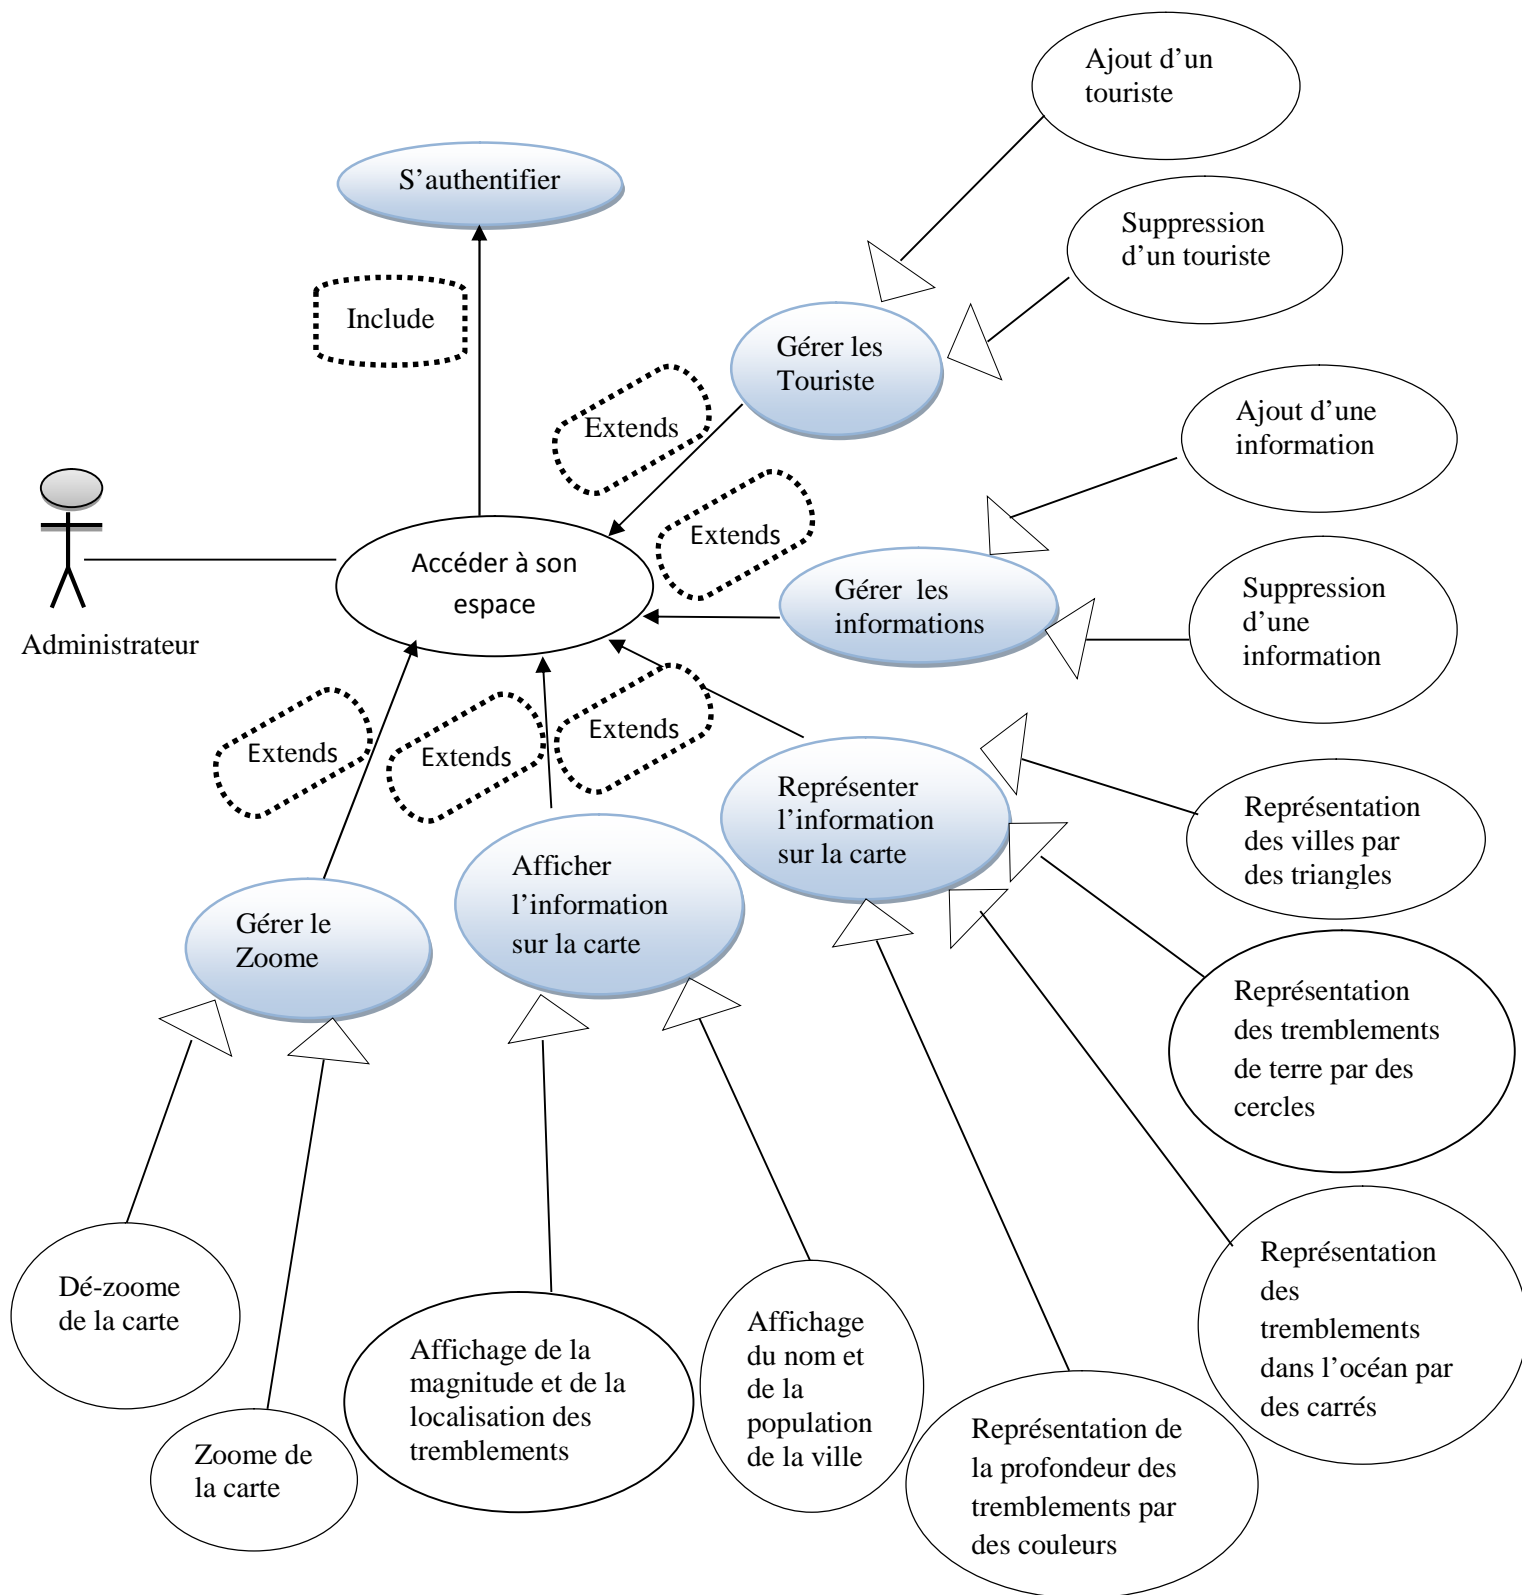 Ajout d'un
touriste
S'authentifier
Suppression
d'un touriste
Include
Gérer les
Touriste
Extends
Ajout d'une
information
Extends
Accéder à son
espace
Administrateur
Gérer  les
informations
Suppression
d'une
information
Extends
Extends
Extends
Représenter
l'information
sur la carte
Représentation
des villes par
des triangles
Afficher
l'information
sur la carte
Gérer le
Zoome
Représentation
des tremblements
de terre par des
cercles
Représentation
des
tremblements
dans l'océan par
des carrés
Dé-zoome
de la carte
Affichage de la
magnitude et de la
localisation des
tremblements
Affichage
du nom et
de la
population
de la ville
Zoome de
la carte
Représentation de
la profondeur des
tremblements par
des couleurs